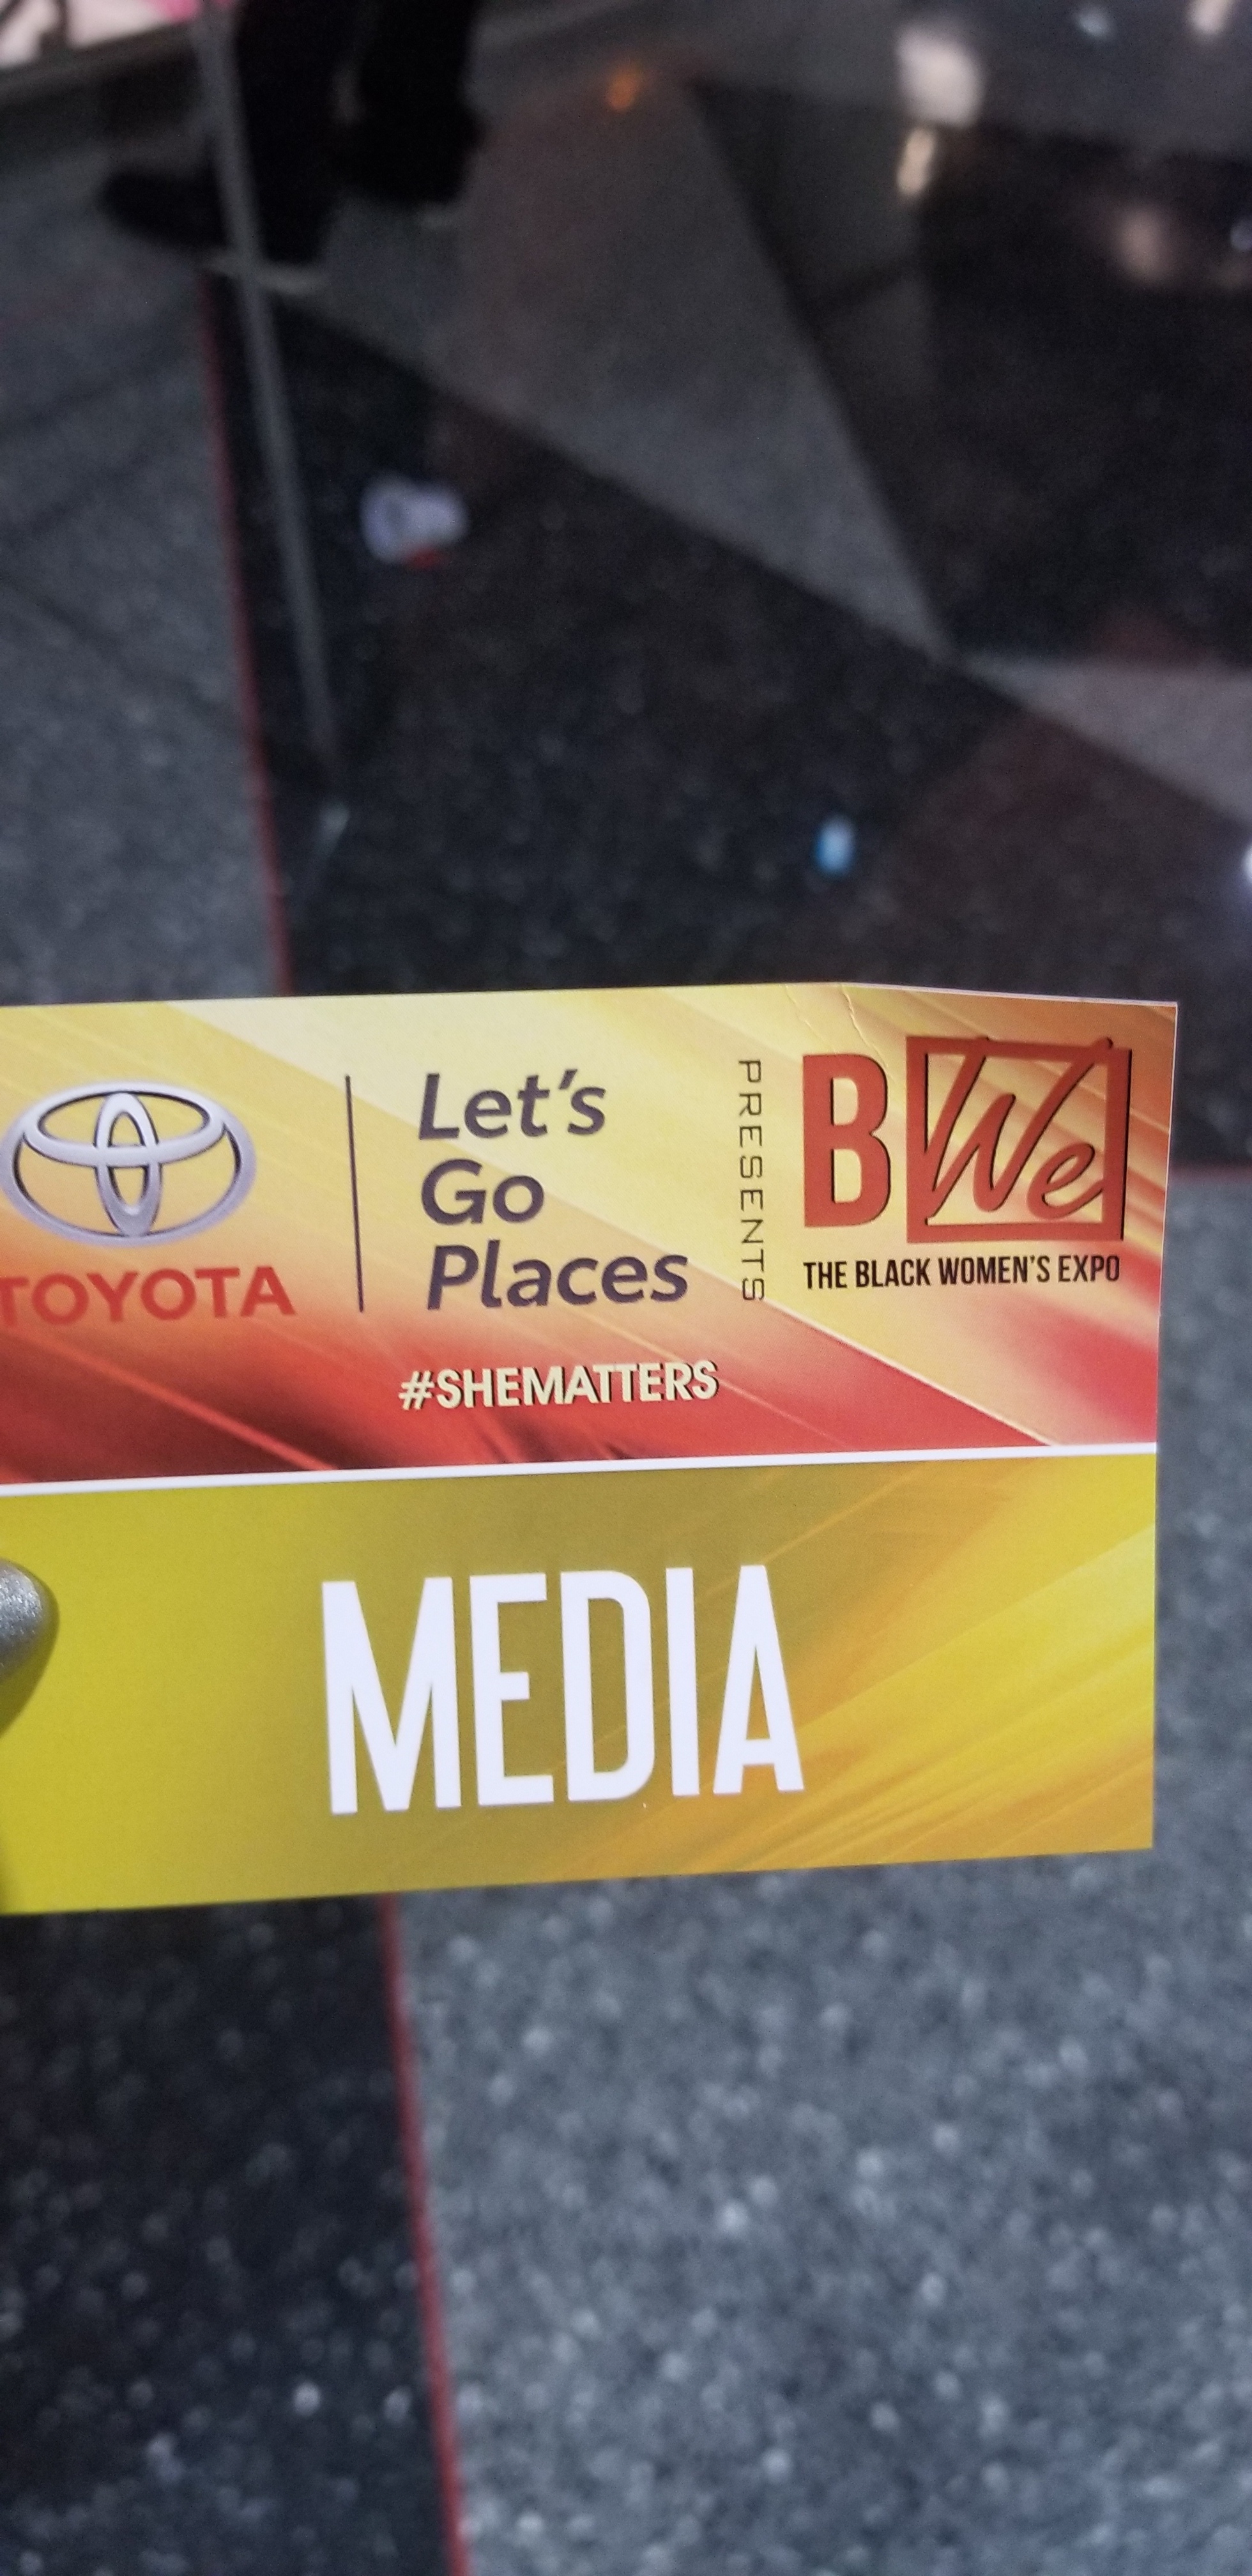 TOYOTA
Let's
Go
Places
PRESENTS
BWe
THE BLACK WOMEN'S EXPO
#SHEMATTERS
MEDIA